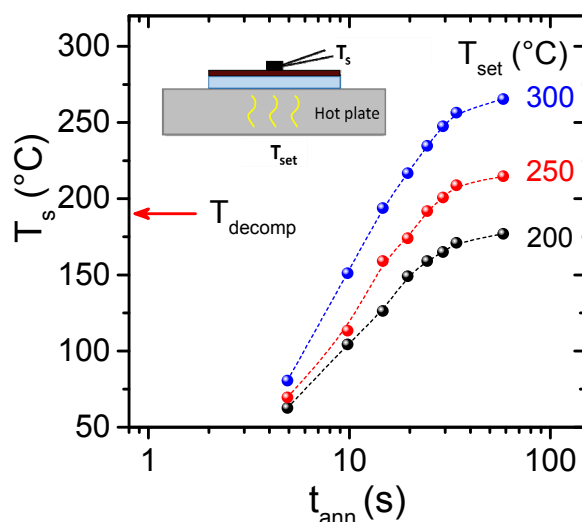 300
250
200
150
100
50
T_s (°C)
T_s
Hot plate
T_set
T_set (°C)
300
250
200
T_decomp
1
10
100
t_ann (s)